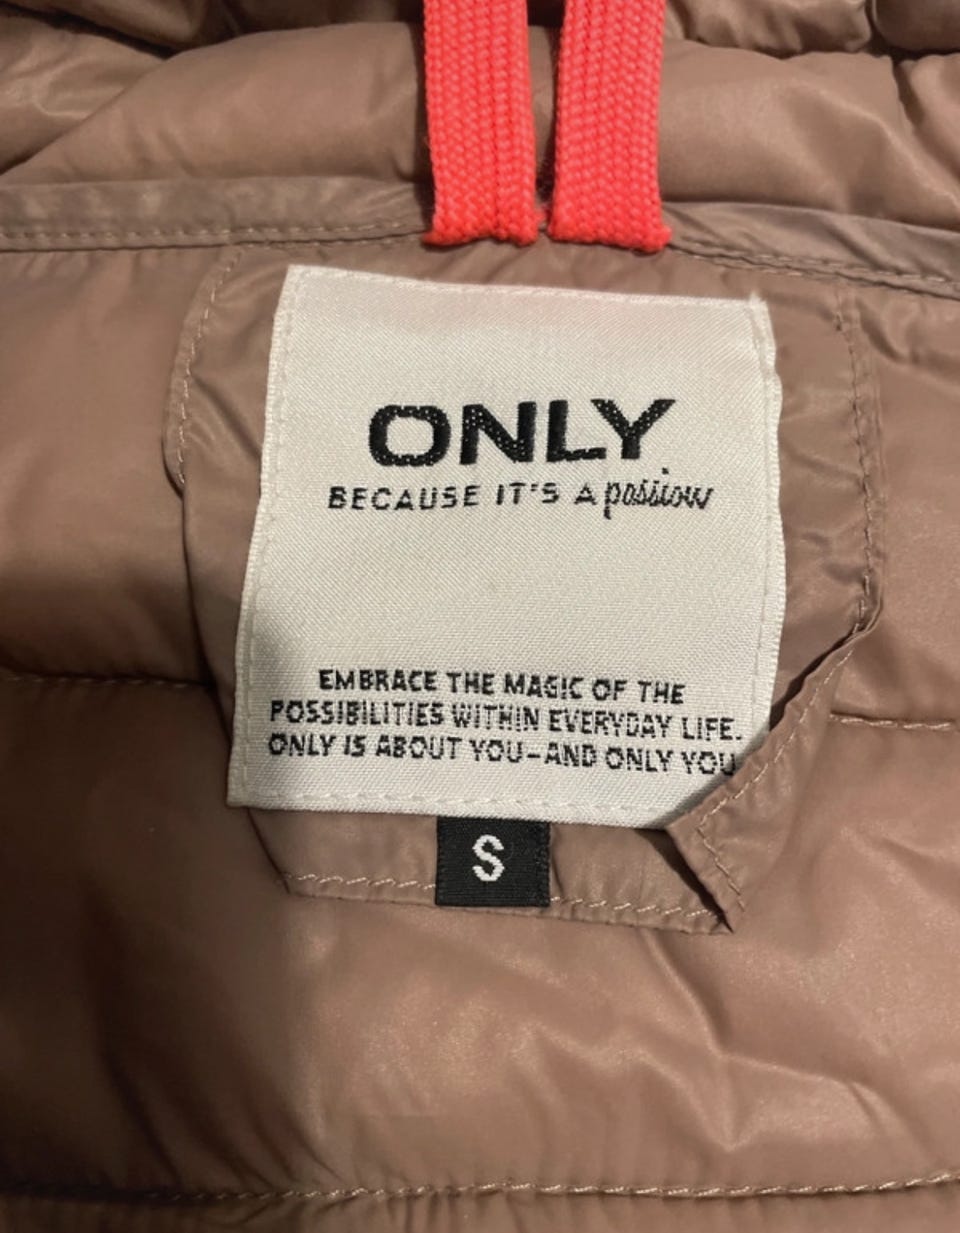 ONLY
BECAUSE IT'S A passion
EMBRACE THE MAGIC OF THE
POSSIBILITIES WITHIN EVERYDAY LIFE.
ONLY IS ABOUT YOU-AND ONLY YOU
S